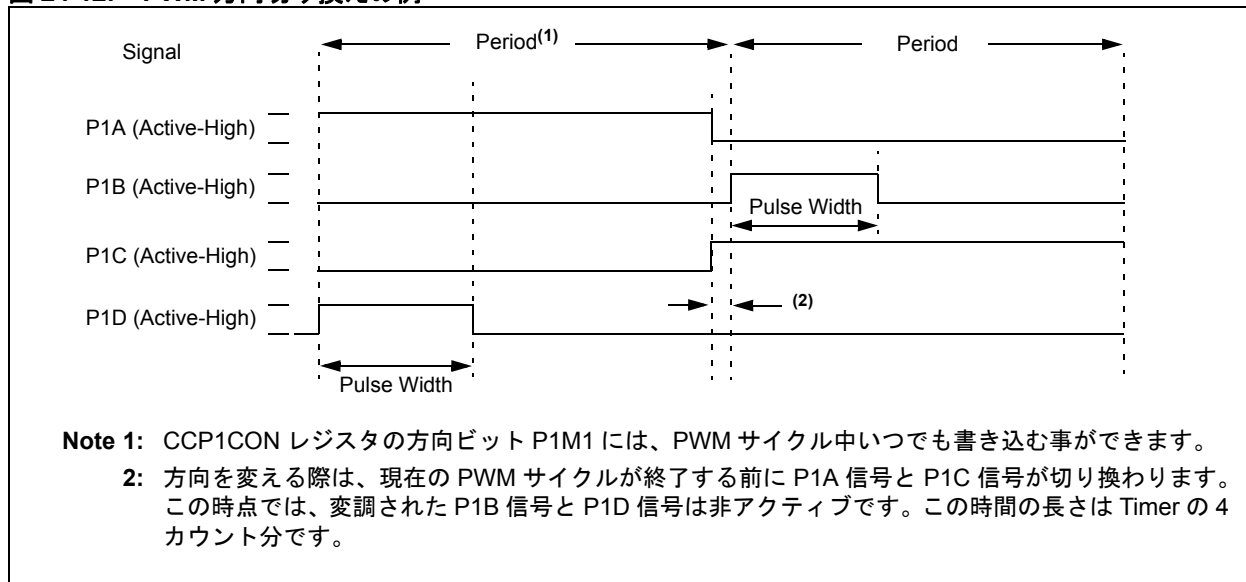 Signal
Period(1)
Period
P1A (Active-High)
P1B (Active-High)
Pulse Width
P1C (Active-High)
(2)
P1D (Active-High)
Pulse Width
Note 1: CCP1CON レジスタの方向ビット P1M1 には、PWM サイクル中いつでも書き込む事ができます。
2: 方向を変える際は、現在の PWM サイクルが終了する前に P1A 信号と P1C 信号が切り換わります。
この時点では、変調された P1B 信号と P1D 信号は非アクティブです。この時間の長さは Timer の 4
カウント分です。